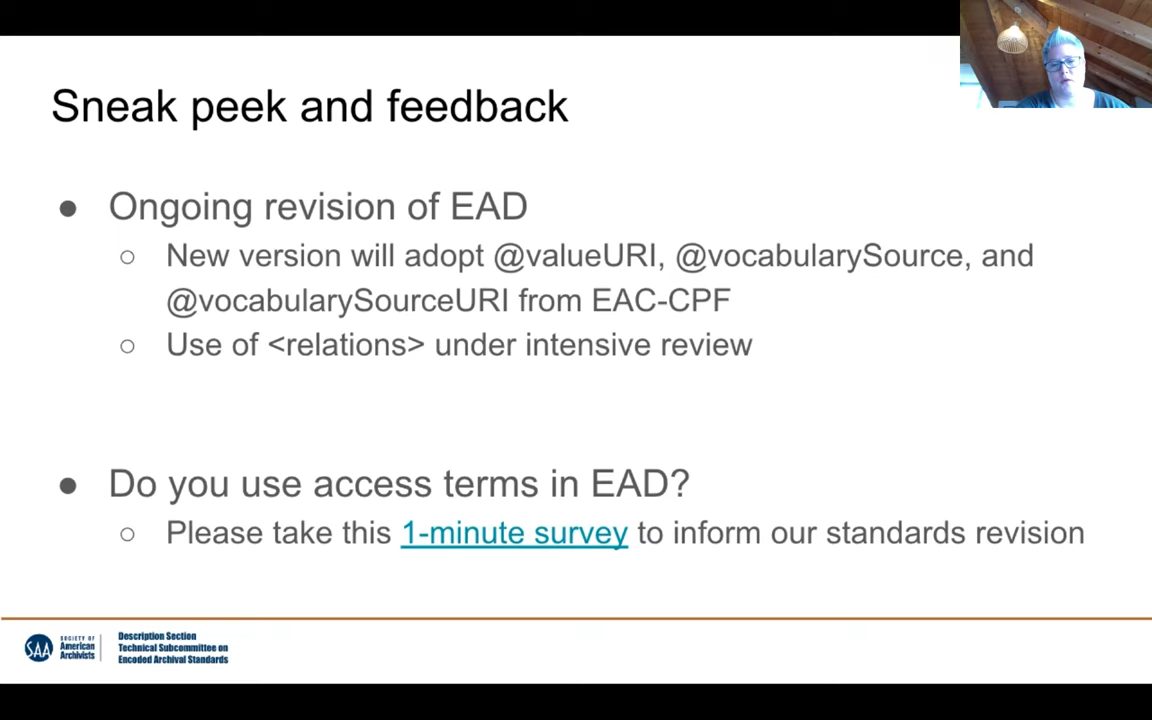 Sneak peek and feedback
● Ongoing revision of EAD
○ New version will adopt @valueURI, @vocabularySource, and
@vocabularySourceURI from EAC-CPF
○ Use of <relations> under intensive review
● Do you use access terms in EAD?
○ Please take this 1-minute survey to inform our standards revision
SAA
SOCIETY OF
American
Archivists
Description Section
Technical Subcommittee on
Encoded Archival Standards